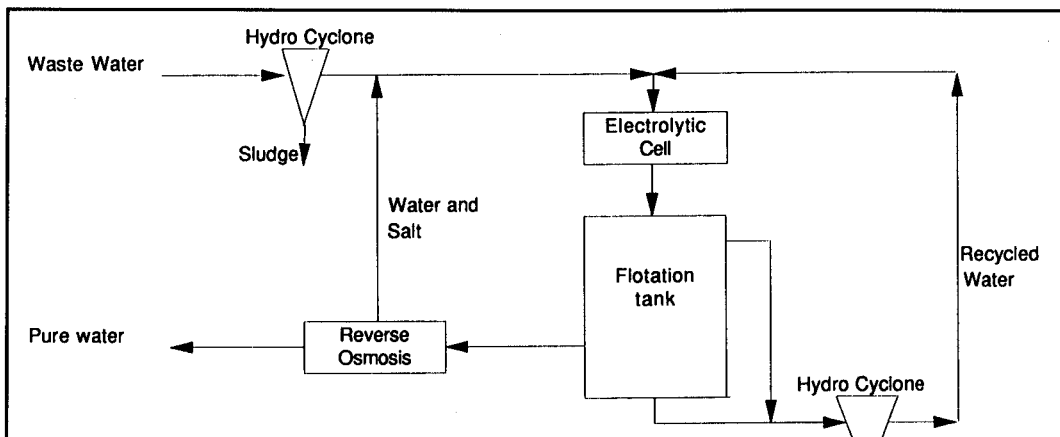 Hydro Cyclone
Waste Water
Electrolytic
Cell
Sludge
Water and
Salt
Flotation
tank
Recycled
Water
Pure water
Reverse
Osmosis
Hydro Cyclone